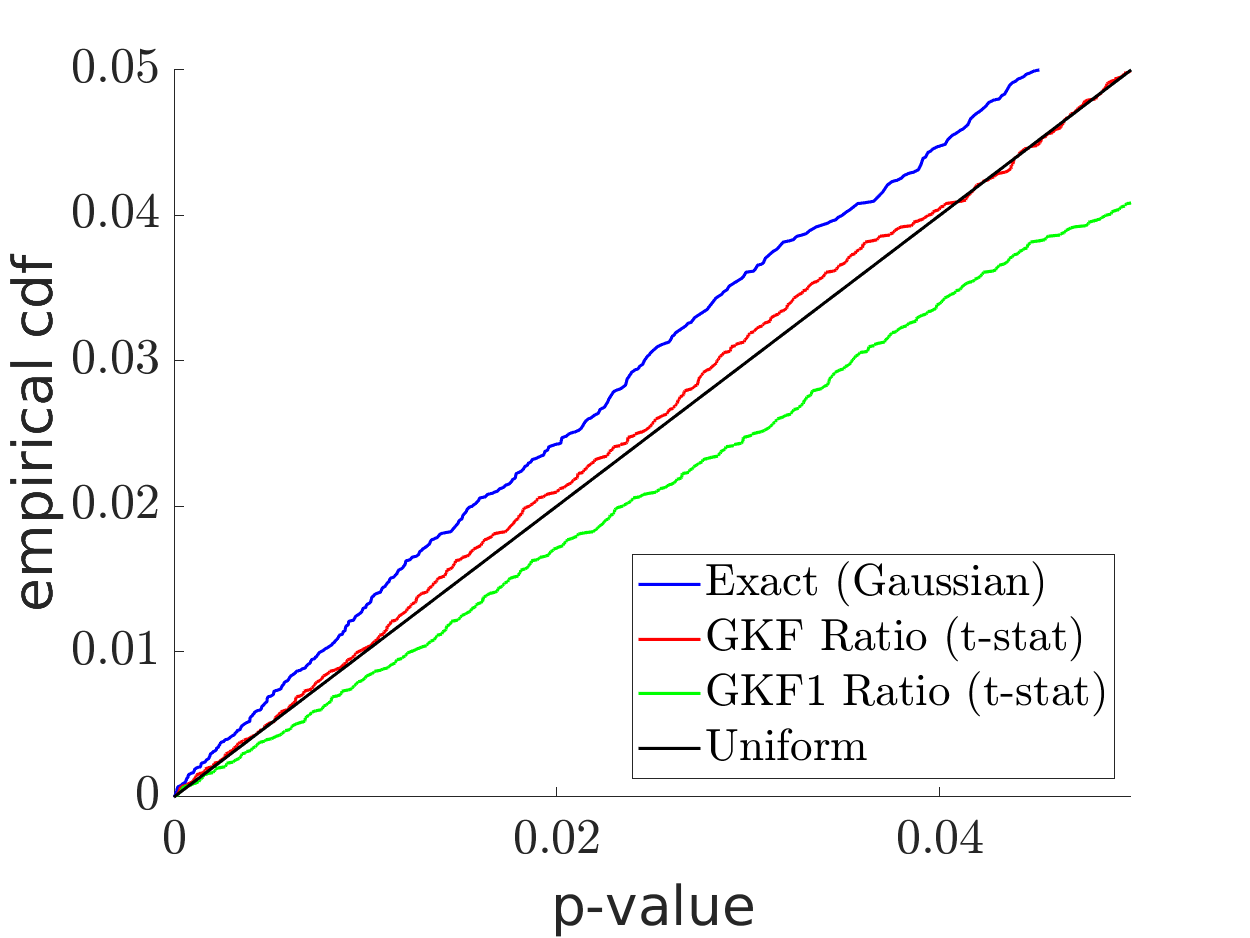 0.05
0.04
0.03
0.02
0.01
0
empirical cdf
Exact (Gaussian)
GKF Ratio (t-stat)
GKF1 Ratio (t-stat)
Uniform
0
0.02
0.04
p-value